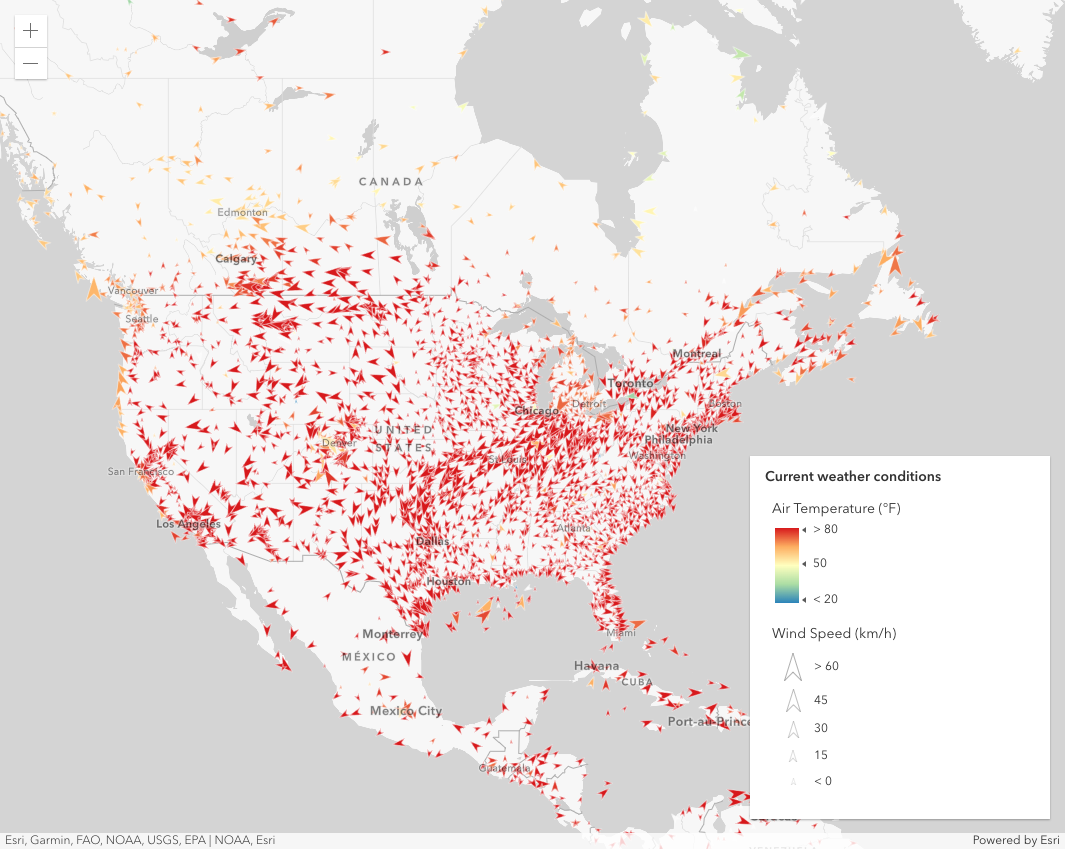 +
−
CANADA
Edmonton
Calgary
Vancouver
Seattle
Montreal
Toronto
Detroit
Boston
Chicago
New York
Philadelphia
UNITED
STATES
Denver
St Louis
Washington
San Francisco
Los Angeles
Atlanta
Dallas
Houston
Monterrey
Miami
MÉXICO
Havana
CUBA
Mexico City
Port-au-Prince
Guatemala
Current weather conditions
Air Temperature (°F)
> 80
50
< 20
Wind Speed (km/h)
> 60
45
30
15
< 0
Esri, Garmin, FAO, NOAA, USGS, EPA | NOAA, Esri
Powered by Esri